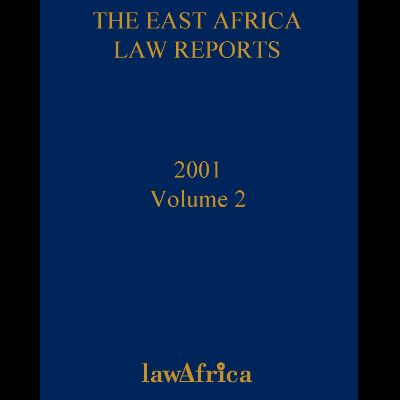 THE EAST AFRICA
LAW REPORTS
2001
Volume 2
lawAfrica